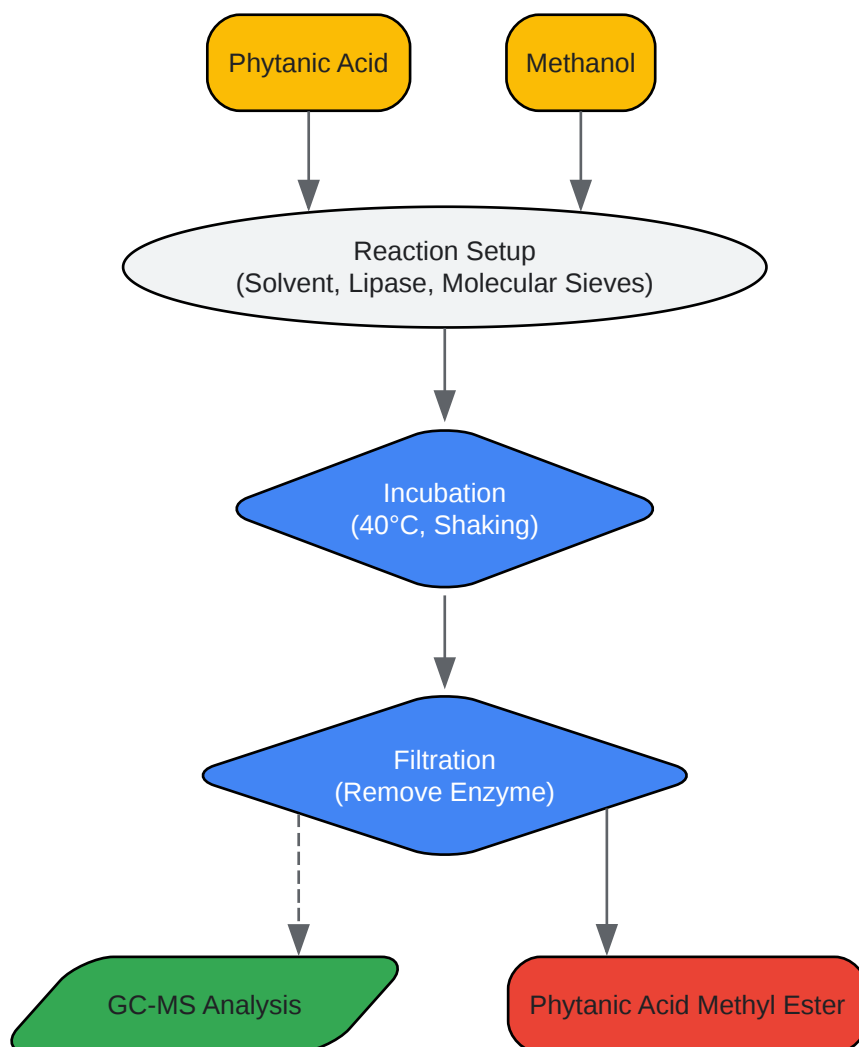 Phytanic Acid
Methanol
Reaction Setup
(Solvent, Lipase, Molecular Sieves)
Incubation
(40°C, Shaking)
Filtration
(Remove Enzyme)
GC-MS Analysis
Phytanic Acid Methyl Ester